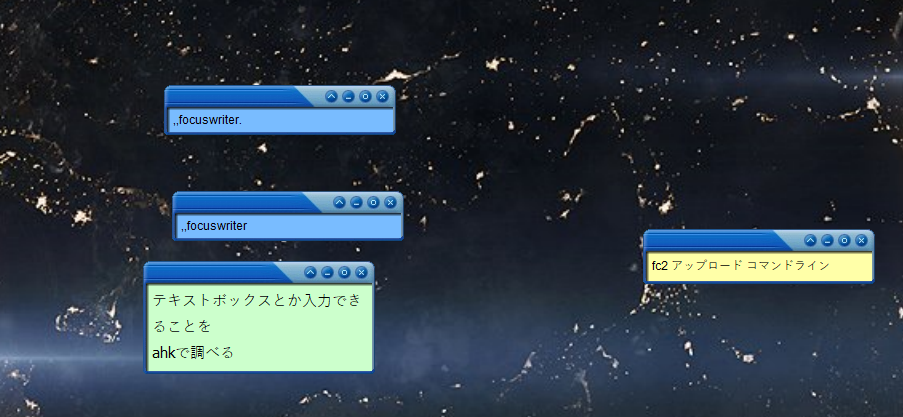 ,,focuswriter.
,,focuswriter
fc2 アップロード コマンドライン
テキストボックスとか入力でき
ることを
ahkで調べる